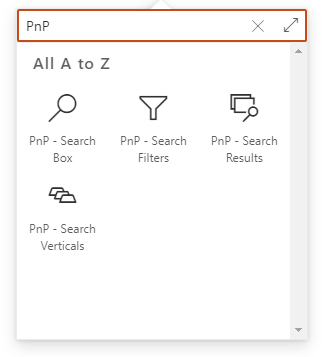 PnP
All A to Z
PnP - Search PnP - Search PnP - Search
Box Filters Results
PnP - Search
Verticals